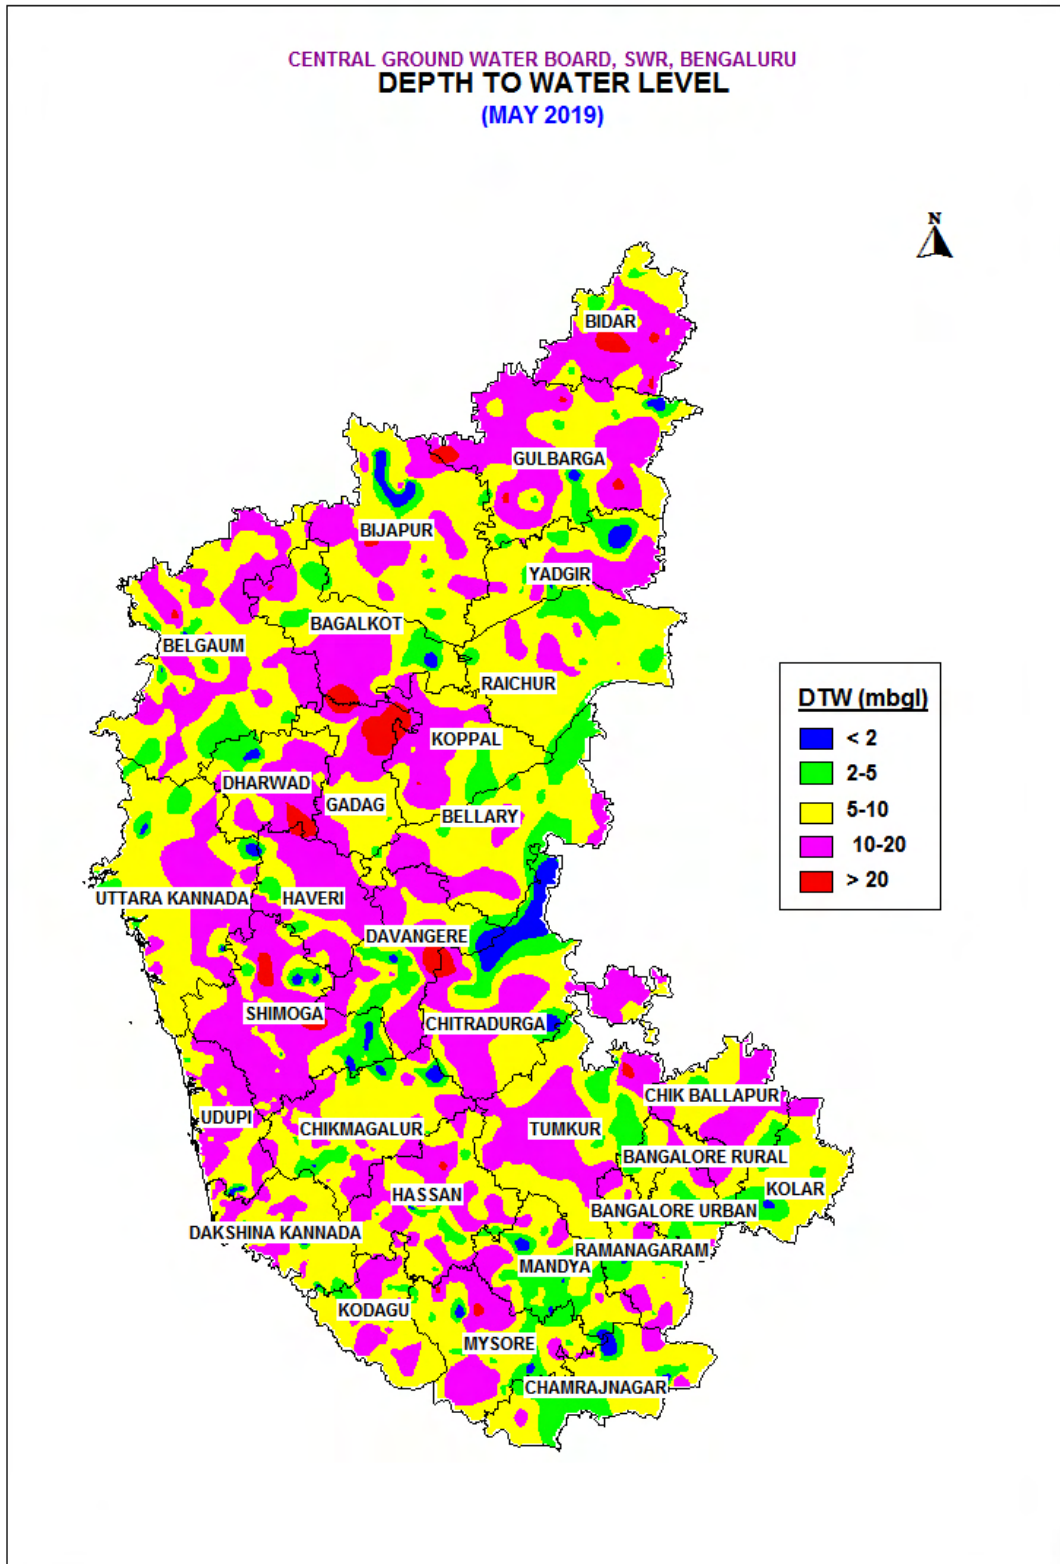 CENTRAL GROUND WATER BOARD, SWR, BENGALURU
DEPTH TO WATER LEVEL
(MAY 2019)
N
BIDAR
GULBARGA
BIJAPUR
YADGIR
BAGALKOT
BELGAUM
RAICHUR
DTW (mbgl)
< 2
2-5
5-10
10-20
> 20
KOPPAL
DHARWAD
GADAG
BELLARY
UTTARA KANNADA
HAVERI
DAVANGERE
SHIMOGA
CHITRADURGA
CHIK BALLAPUR
UDUPI
CHIKMAGALUR
TUMKUR
BANGALORE RURAL
KOLAR
HASSAN
BANGALORE URBAN
DAKSHINA KANNADA
RAMANAGARAM
MANDYA
KODAGU
MYSORE
CHAMRAJNAGAR